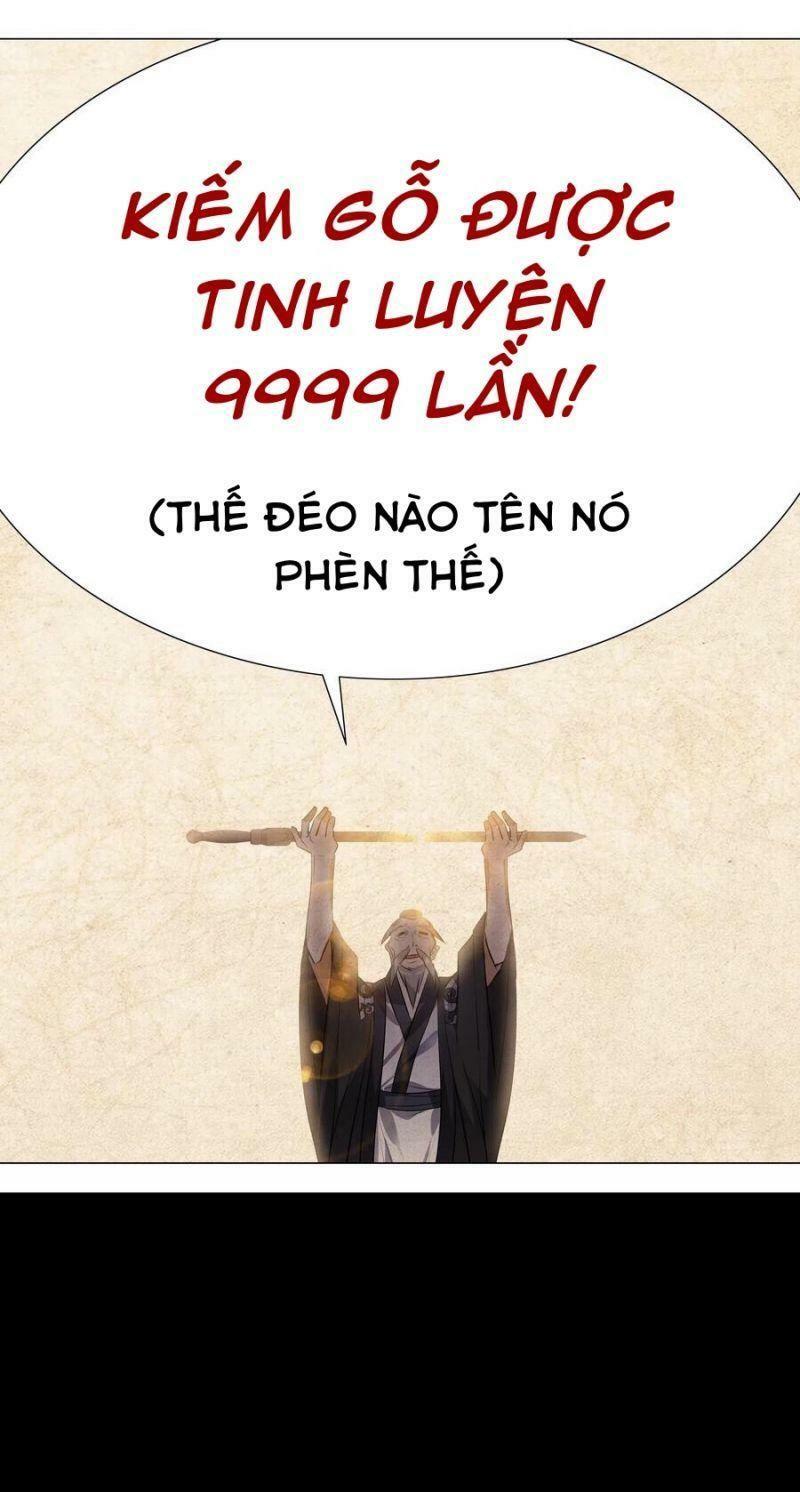 KIẾM GỖ ĐƯỢC
TINH LUYỆN
9999 LẦN!
(THẾ ĐÉO NÀO TÊN NÓ
PHÈN THẾ)